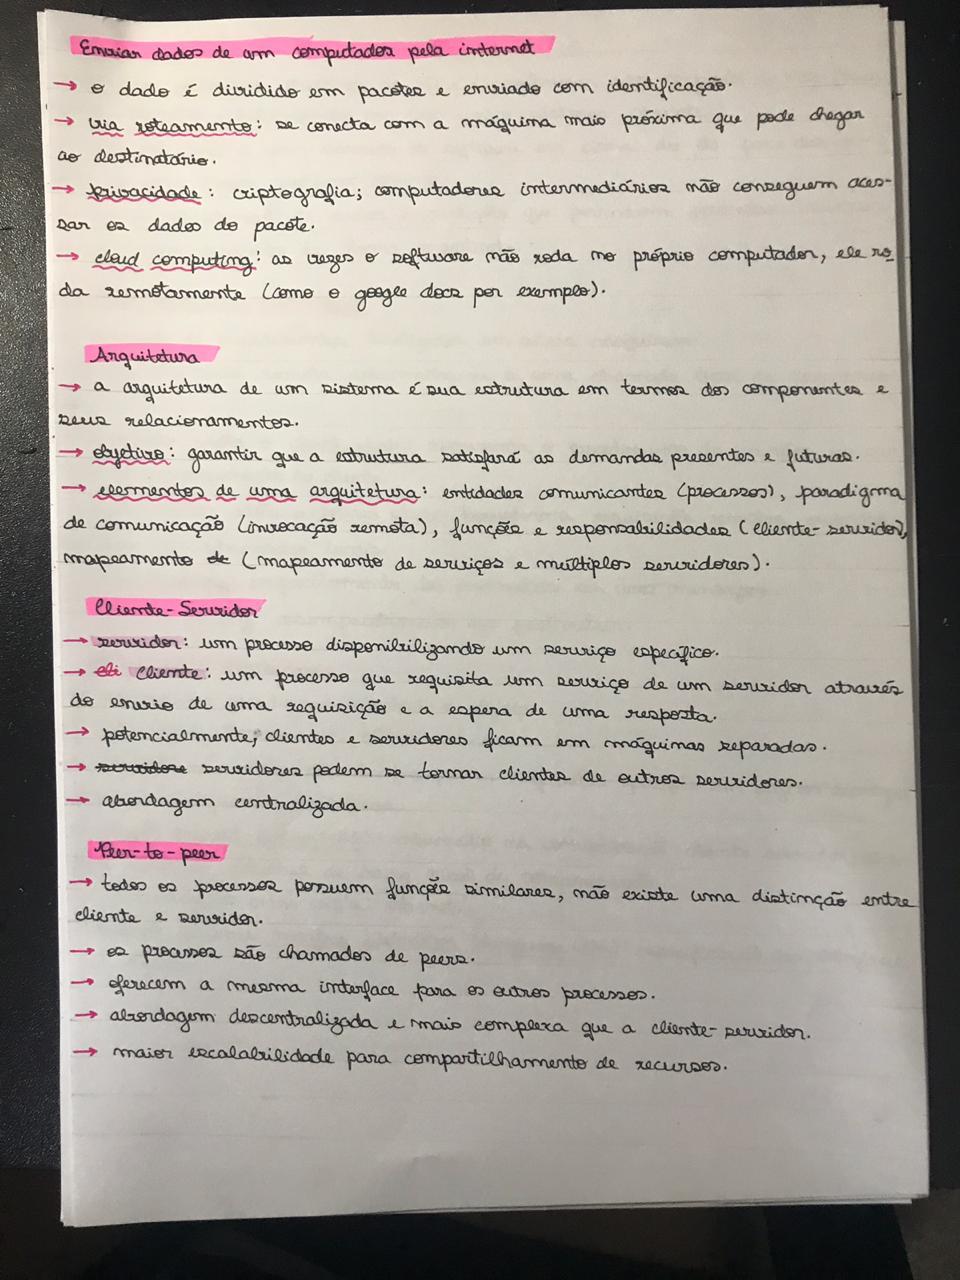 Enviar dados de um computador pela internet
→ o dado é dividido em pacotes e enviado com identificação.
→ via roteamento: se conecta com a máquina mais próxima que pode chegar
ao destinatário.
→ privacidade: criptografia; computadores intermediários não conseguem aces-
sar os dados do pacote.
→ cloud computing: as vezes o software não roda no próprio computador, ele ro
da remotamente (como o google docs por exemplo).
Arquitetura
→ a arquitetura de um sistema é sua estrutura em termos dos componentes e
seus relacionamentos.
→ objetivo: garantir que a estrutura satisfará as demandas presentes e futuras.
→ elementos de uma arquitetura: entidades comunicantes (processos), paradigma
de comunicação (invocação remota), funções e responsabilidades (cliente-servidor),
mapeamento de (mapeamento de serviços e múltiplos servidores).
Cliente-Servidor
→ servidor: um processo disponibilizando um serviço específico.
→ cli cliente: um processo que requisita um serviço de um servidor através
do envio de uma requisição e a espera de uma resposta.
→ potencialmente, clientes e servidores ficam em máquinas separadas.
→ servidore servidores podem se tornar clientes de outros servidores.
→ abordagem centralizada.
Peer-to-peer
→ todos os processos possuem funções similares, não existe uma distinção entre
cliente e servidor.
→ os processos são chamados de peers.
→ oferecem a mesma interface para os outros processos.
→ abordagem descentralizada e mais complexa que a cliente-servidor.
→ maior escalabilidade para compartilhamento de recursos.